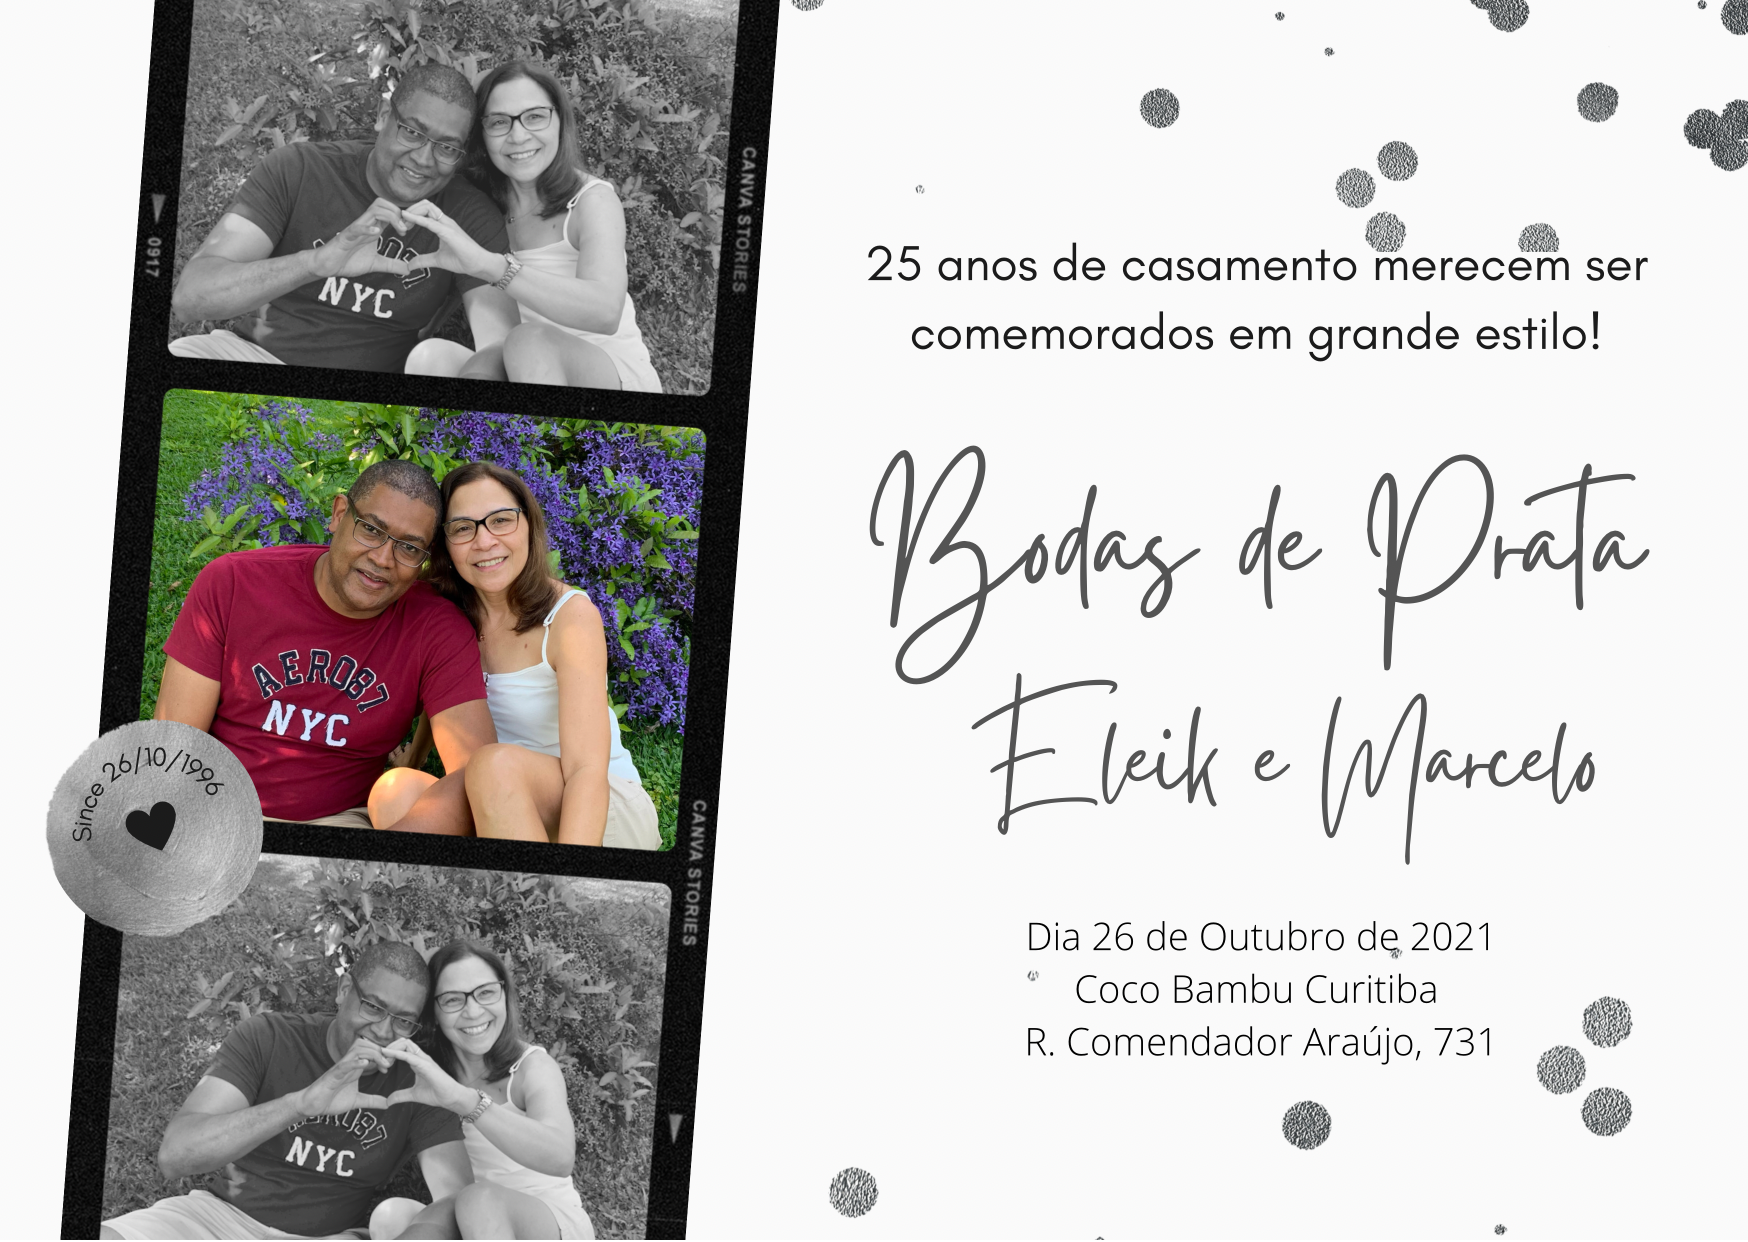 CANVA STORIES
0917
AERO87
NYC
AERO87
NYC
CANVA STORIES
Since 26/10/1996
AERO87
NYC
25 anos de casamento merecem ser
comemorados em grande estilo!
Bodas de Prata
Eleik e Marcelo
Dia 26 de Outubro de 2021
Coco Bambu Curitiba
R. Comendador Araújo, 731